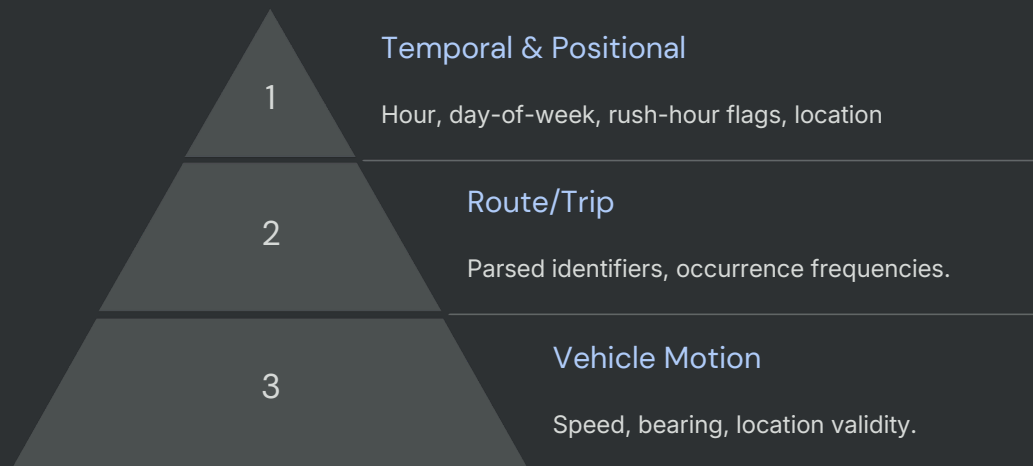 1
Temporal & Positional
Hour, day-of-week, rush-hour flags, location
2
Route/Trip
Parsed identifiers, occurrence frequencies.
3
Vehicle Motion
Speed, bearing, location validity.